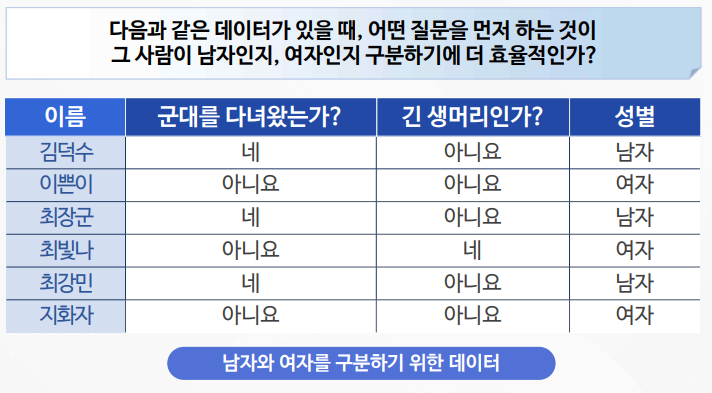 다음과 같은 데이터가 있을 때, 어떤 질문을 먼저 하는 것이
그 사람이 남자인지, 여자인지 구분하기에 더 효율적인가?
이름 군대를 다녀왔는가? 긴 생머리인가? 성별
김덕수 네 아니요 남자
이쁜이 아니요 아니요 여자
최장군 네 아니요 남자
최빛나 아니요 네 여자
최강민 네 아니요 남자
지화자 아니요 아니요 여자
남자와 여자를 구분하기 위한 데이터